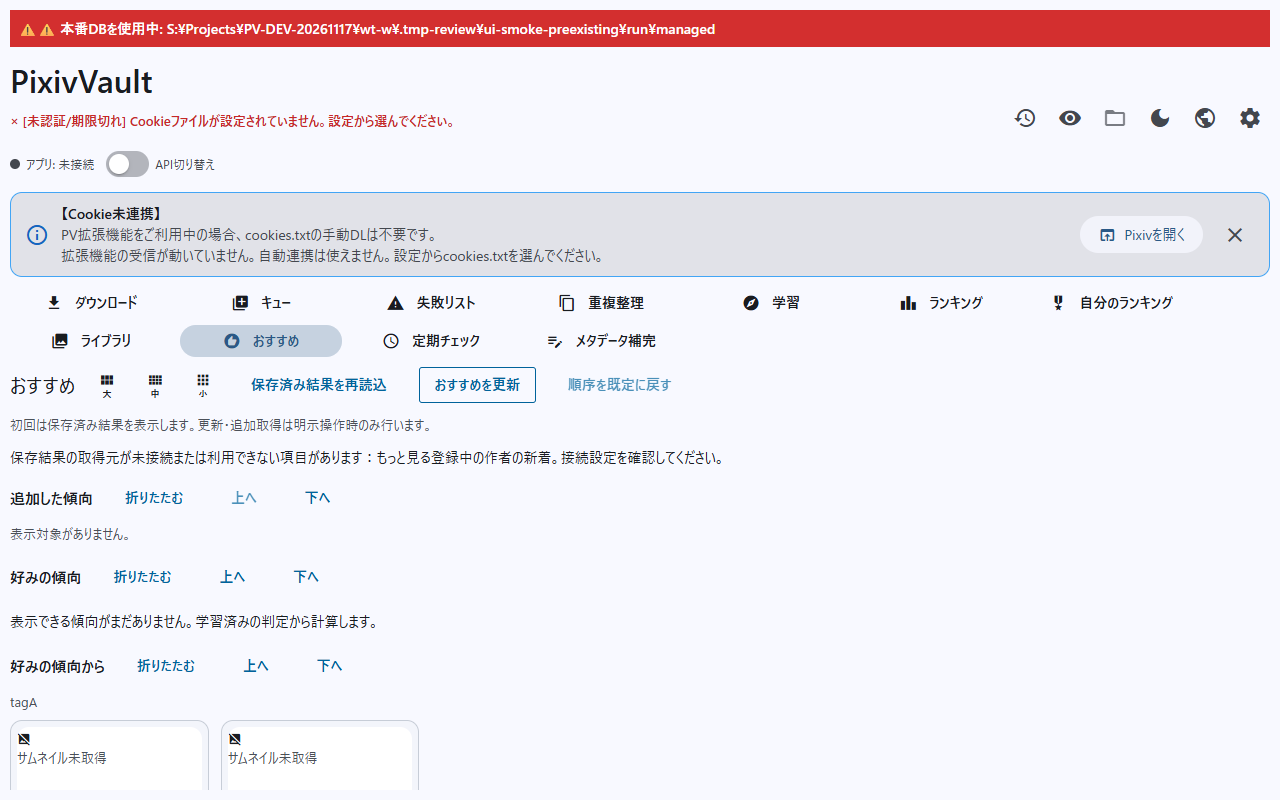 本番DBを使用中: S:¥Projects¥PV-DEV-20261117¥wt-w¥.tmp-review¥ui-smoke-preexisting¥run¥managed
PixivVault
× [未認証/期限切れ] Cookieファイルが設定されていません。設定から選んでください。
アプリ: 未接続 API切り替え
【Cookie未連携】
PV拡張機能をご利用中の場合、cookies.txtの手動DLは不要です。
拡張機能の受信が動いていません。自動連携は使えません。設定からcookies.txtを選んでください。
Pixivを開く
ダウンロード キュー 失敗リスト 重複整理 学習 ランキング 自分のランキング
ライブラリ おすすめ 定期チェック メタデータ補完
おすすめ 大 中 小 保存済み結果を再読込 おすすめを更新 順序を既定に戻す
初回は保存済み結果を表示します。更新・追加取得は明示操作時のみ行います。
保存結果の取得元が未接続または利用できない項目があります：もっと見る登録中の作者の新着。接続設定を確認してください。
追加した傾向 折りたたむ 上へ 下へ
表示対象がありません。
好みの傾向 折りたたむ 上へ 下へ
表示できる傾向がまだありません。学習済みの判定から計算します。
好みの傾向から 折りたたむ 上へ 下へ
tagA
サムネイル未取得 サムネイル未取得